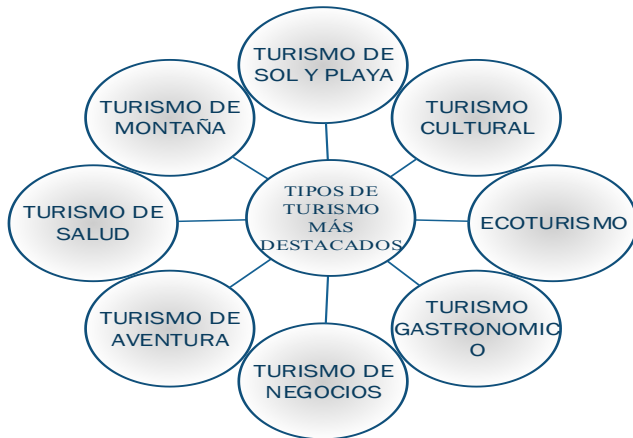 TURISMO DE
SOL Y PLAYA
TURISMO DE
MONTAÑA
TURISMO
CULTURAL
TIPOS DE
TURISMO
MÁS
DESTACADOS
TURISMO DE
SALUD
ECOTURISMO
TURISMO DE
AVENTURA
TURISMO
GASTRONOMIC
O
TURISMO DE
NEGOCIOS